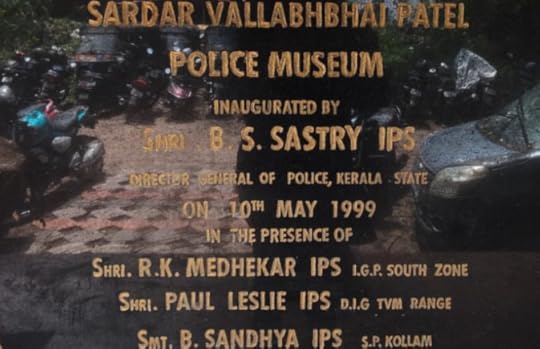 SARDAR VALLABHBHAI PATEL
POLICE MUSEUM
INAUGURATED BY
SHRI. B. S. SASTRY IPS
DIRECTOR GENERAL OF POLICE, KERALA STATE
ON 10TH MAY 1999
IN THE PRESENCE OF
SHRI. R.K. MEDHEKAR IPS I.G.P. SOUTH ZONE
SHRI. PAUL LESLIE IPS D.I.G TVM RANGE
SMT. B. SANDHYA IPS S.P. KOLLAM